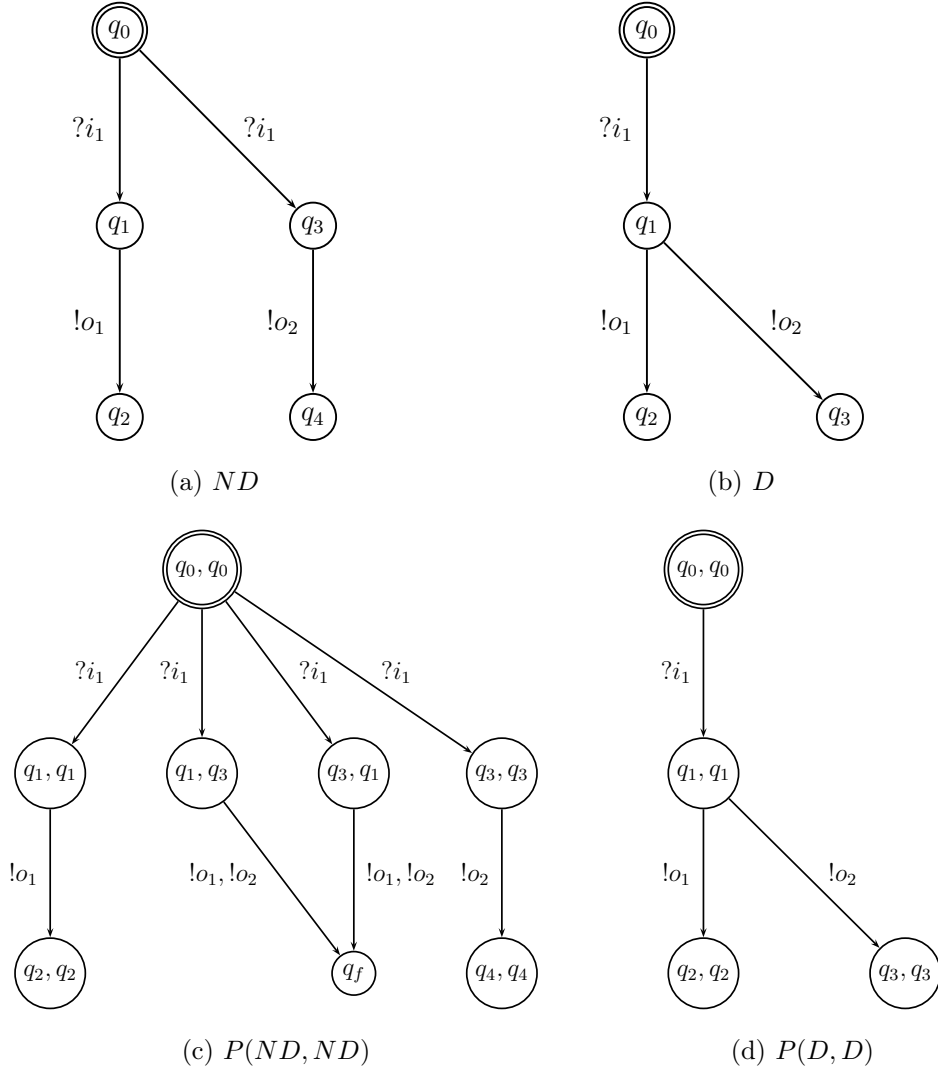 q₀ q₀
?i₁ ?i₁ ?i₁
q₁ q₃ q₁
!o₁ !o₂ !o₁ !o₂
q₂ q₄ q₂ q₃
(a) ND (b) D
q₀, q₀ q₀, q₀
?i₁ ?i₁ ?i₁ ?i₁ ?i₁
q₁, q₁ q₁, q₃ q₃, q₁ q₃, q₃ q₁, q₁
!o₁ !o₁, !o₂ !o₁, !o₂ !o₂ !o₁ !o₂
q₂, q₂ q_f q₄, q₄ q₂, q₂ q₃, q₃
(c) P(ND, ND) (d) P(D, D)